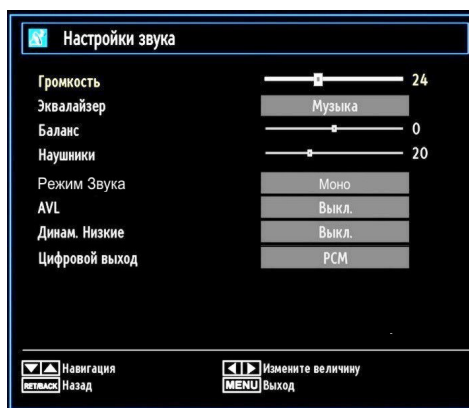 Настройки звука
Громкость 24
Эквалайзер Музыка
Баланс 0
Наушники 20
Режим Звука Моно
AVL Выкл.
Динам. Низкие Выкл.
Цифровой выход PCM
Навигация Измените величину
RET/BACK Назад MENU Выход